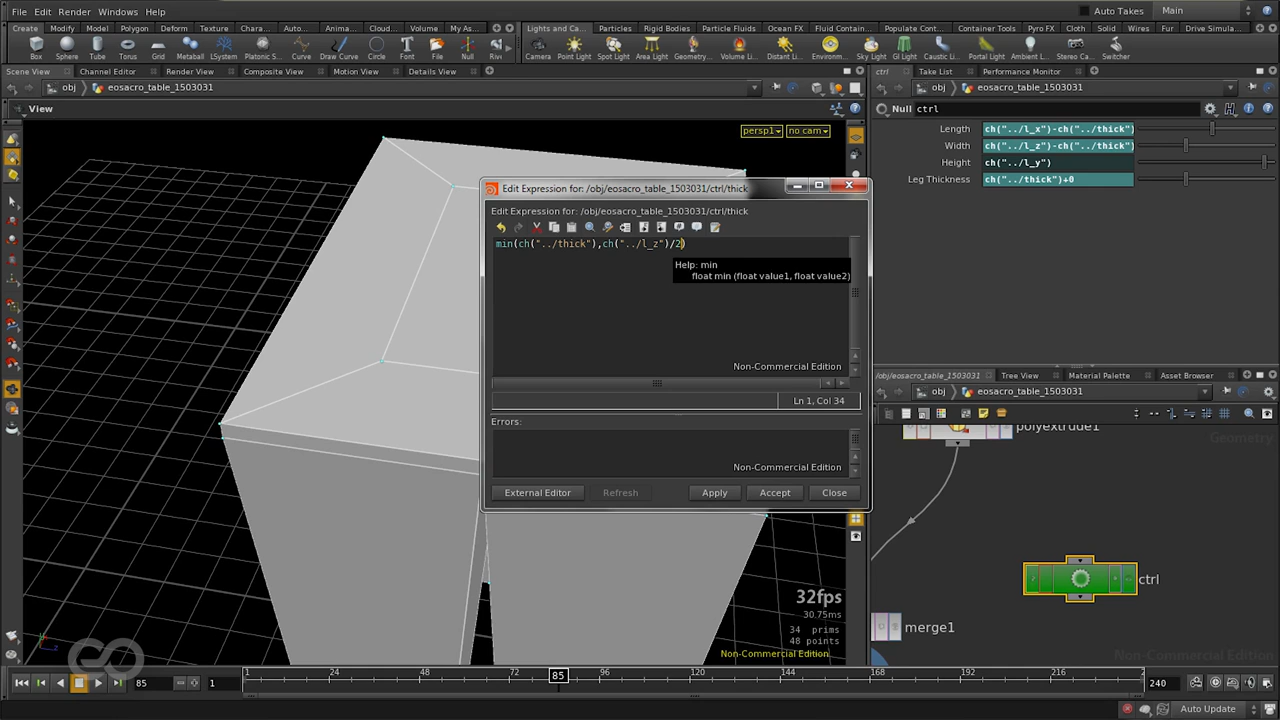 File Edit Render Windows Help
Auto Takes Main
Create Modify Model Polygon Deform Texture Chara... Auto... Anima... Cloud... Volume My As...
Lights and Ca... Particles Rigid Bodies Particle Fluids Ocean FX Fluid Contain... Populate Cont... Container Tools Pyro FX Cloth Solid Wires Fur Drive Simula...
Box Sphere Tube Torus Grid Metaball LSystem Platonic S... Curve Draw Curve Circle Font File Null Riv
Camera Point Light Spot Light Area Light Geometry... Volume Light Distant Li... Environm... Sky Light GI Light Caustic Li... Portal Light Ambient L... Stereo Ca... Switcher
Scene View Channel Editor Render View Composite View Motion View Details View
ctrl Take List Performance Monitor
obj eosacro_table_1503031
obj eosacro_table_1503031
View
Null ctrl
persp1 no cam
Length ch("../l_x")-ch("../thick")
Width ch("../l_z")-ch("../thick")
Height ch("../l_y")
Leg Thickness ch("../thick")+0
Edit Expression for: /obj/eosacro_table_1503031/ctrl/thick
Edit Expression for: /obj/eosacro_table_1503031/ctrl/thick
min(ch("../thick"),ch("../l_z")/2)
Help: min
float min (float value1, float value2)
Non-Commercial Edition
Ln 1, Col 34
Errors:
Non-Commercial Edition
External Editor Refresh Apply Accept Close
/obj/eosacro_table_1503031 Tree View Material Palette Asset Browser
obj eosacro_table_1503031
polyextrude1
Geometry
ctrl
merge1
Non-Commercial Edition
32fps
30.75ms
34 prims
48 points
Non-Commercial Edition
1 24 48 72 85 96 120 144 168 192 216
85 1 240
Auto Update